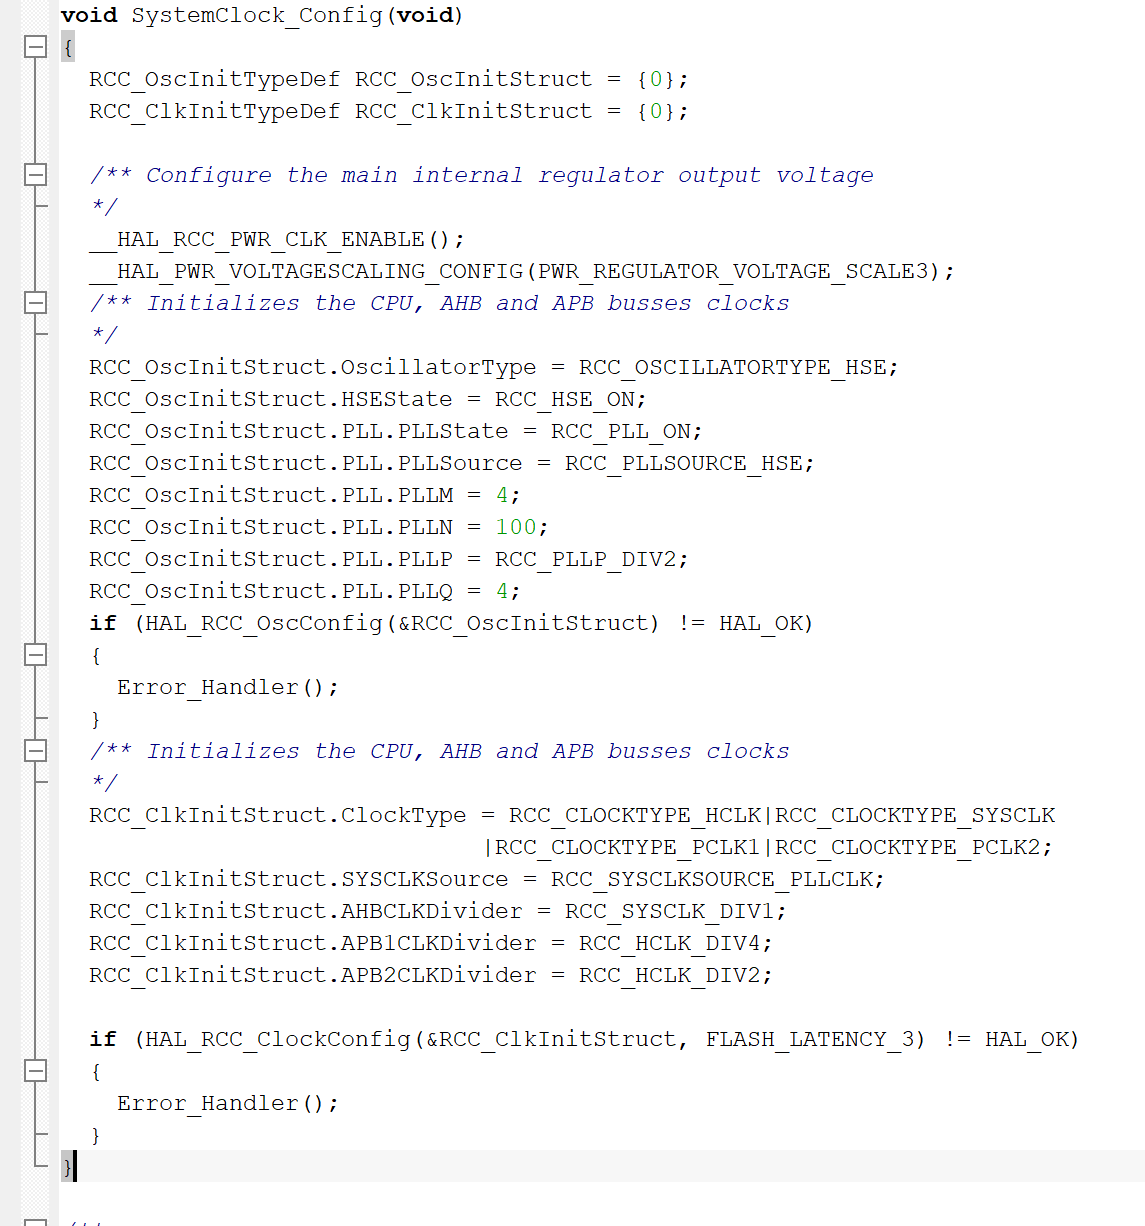 void SystemClock_Config(void)
{
  RCC_OscInitTypeDef RCC_OscInitStruct = {0};
  RCC_ClkInitTypeDef RCC_ClkInitStruct = {0};

  /** Configure the main internal regulator output voltage
  */
  __HAL_RCC_PWR_CLK_ENABLE();
  __HAL_PWR_VOLTAGESCALING_CONFIG(PWR_REGULATOR_VOLTAGE_SCALE3);
  /** Initializes the CPU, AHB and APB busses clocks
  */
  RCC_OscInitStruct.OscillatorType = RCC_OSCILLATORTYPE_HSE;
  RCC_OscInitStruct.HSEState = RCC_HSE_ON;
  RCC_OscInitStruct.PLL.PLLState = RCC_PLL_ON;
  RCC_OscInitStruct.PLL.PLLSource = RCC_PLLSOURCE_HSE;
  RCC_OscInitStruct.PLL.PLLM = 4;
  RCC_OscInitStruct.PLL.PLLN = 100;
  RCC_OscInitStruct.PLL.PLLP = RCC_PLLP_DIV2;
  RCC_OscInitStruct.PLL.PLLQ = 4;
  if (HAL_RCC_OscConfig(&RCC_OscInitStruct) != HAL_OK)
  {
    Error_Handler();
  }
  /** Initializes the CPU, AHB and APB busses clocks
  */
  RCC_ClkInitStruct.ClockType = RCC_CLOCKTYPE_HCLK|RCC_CLOCKTYPE_SYSCLK
                              |RCC_CLOCKTYPE_PCLK1|RCC_CLOCKTYPE_PCLK2;
  RCC_ClkInitStruct.SYSCLKSource = RCC_SYSCLKSOURCE_PLLCLK;
  RCC_ClkInitStruct.AHBCLKDivider = RCC_SYSCLK_DIV1;
  RCC_ClkInitStruct.APB1CLKDivider = RCC_HCLK_DIV4;
  RCC_ClkInitStruct.APB2CLKDivider = RCC_HCLK_DIV2;

  if (HAL_RCC_ClockConfig(&RCC_ClkInitStruct, FLASH_LATENCY_3) != HAL_OK)
  {
    Error_Handler();
  }
}